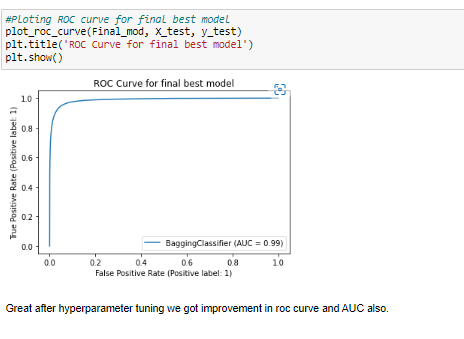 #Ploting ROC curve for final best model
plot_roc_curve(Final_mod, X_test, y_test)
plt.title('ROC Curve for final best model')
plt.show()
ROC Curve for final best model
True Positive Rate (Positive label: 1)
1.0
0.8
0.6
0.4
0.2
0.0
BaggingClassifier (AUC = 0.99)
0.0 0.2 0.4 0.6 0.8 1.0
False Positive Rate (Positive label: 1)
Great after hyperparameter tuning we got improvement in roc curve and AUC also.